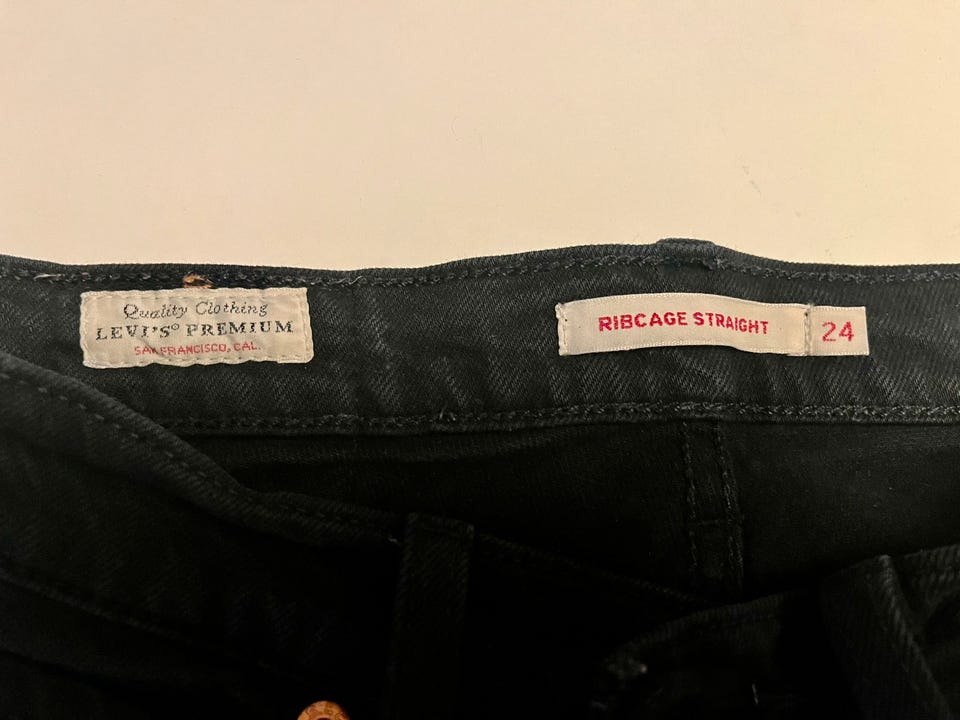 Quality Clothing
LEVI'S® PREMIUM
SAN FRANCISCO, CAL.
RIBCAGE STRAIGHT
24